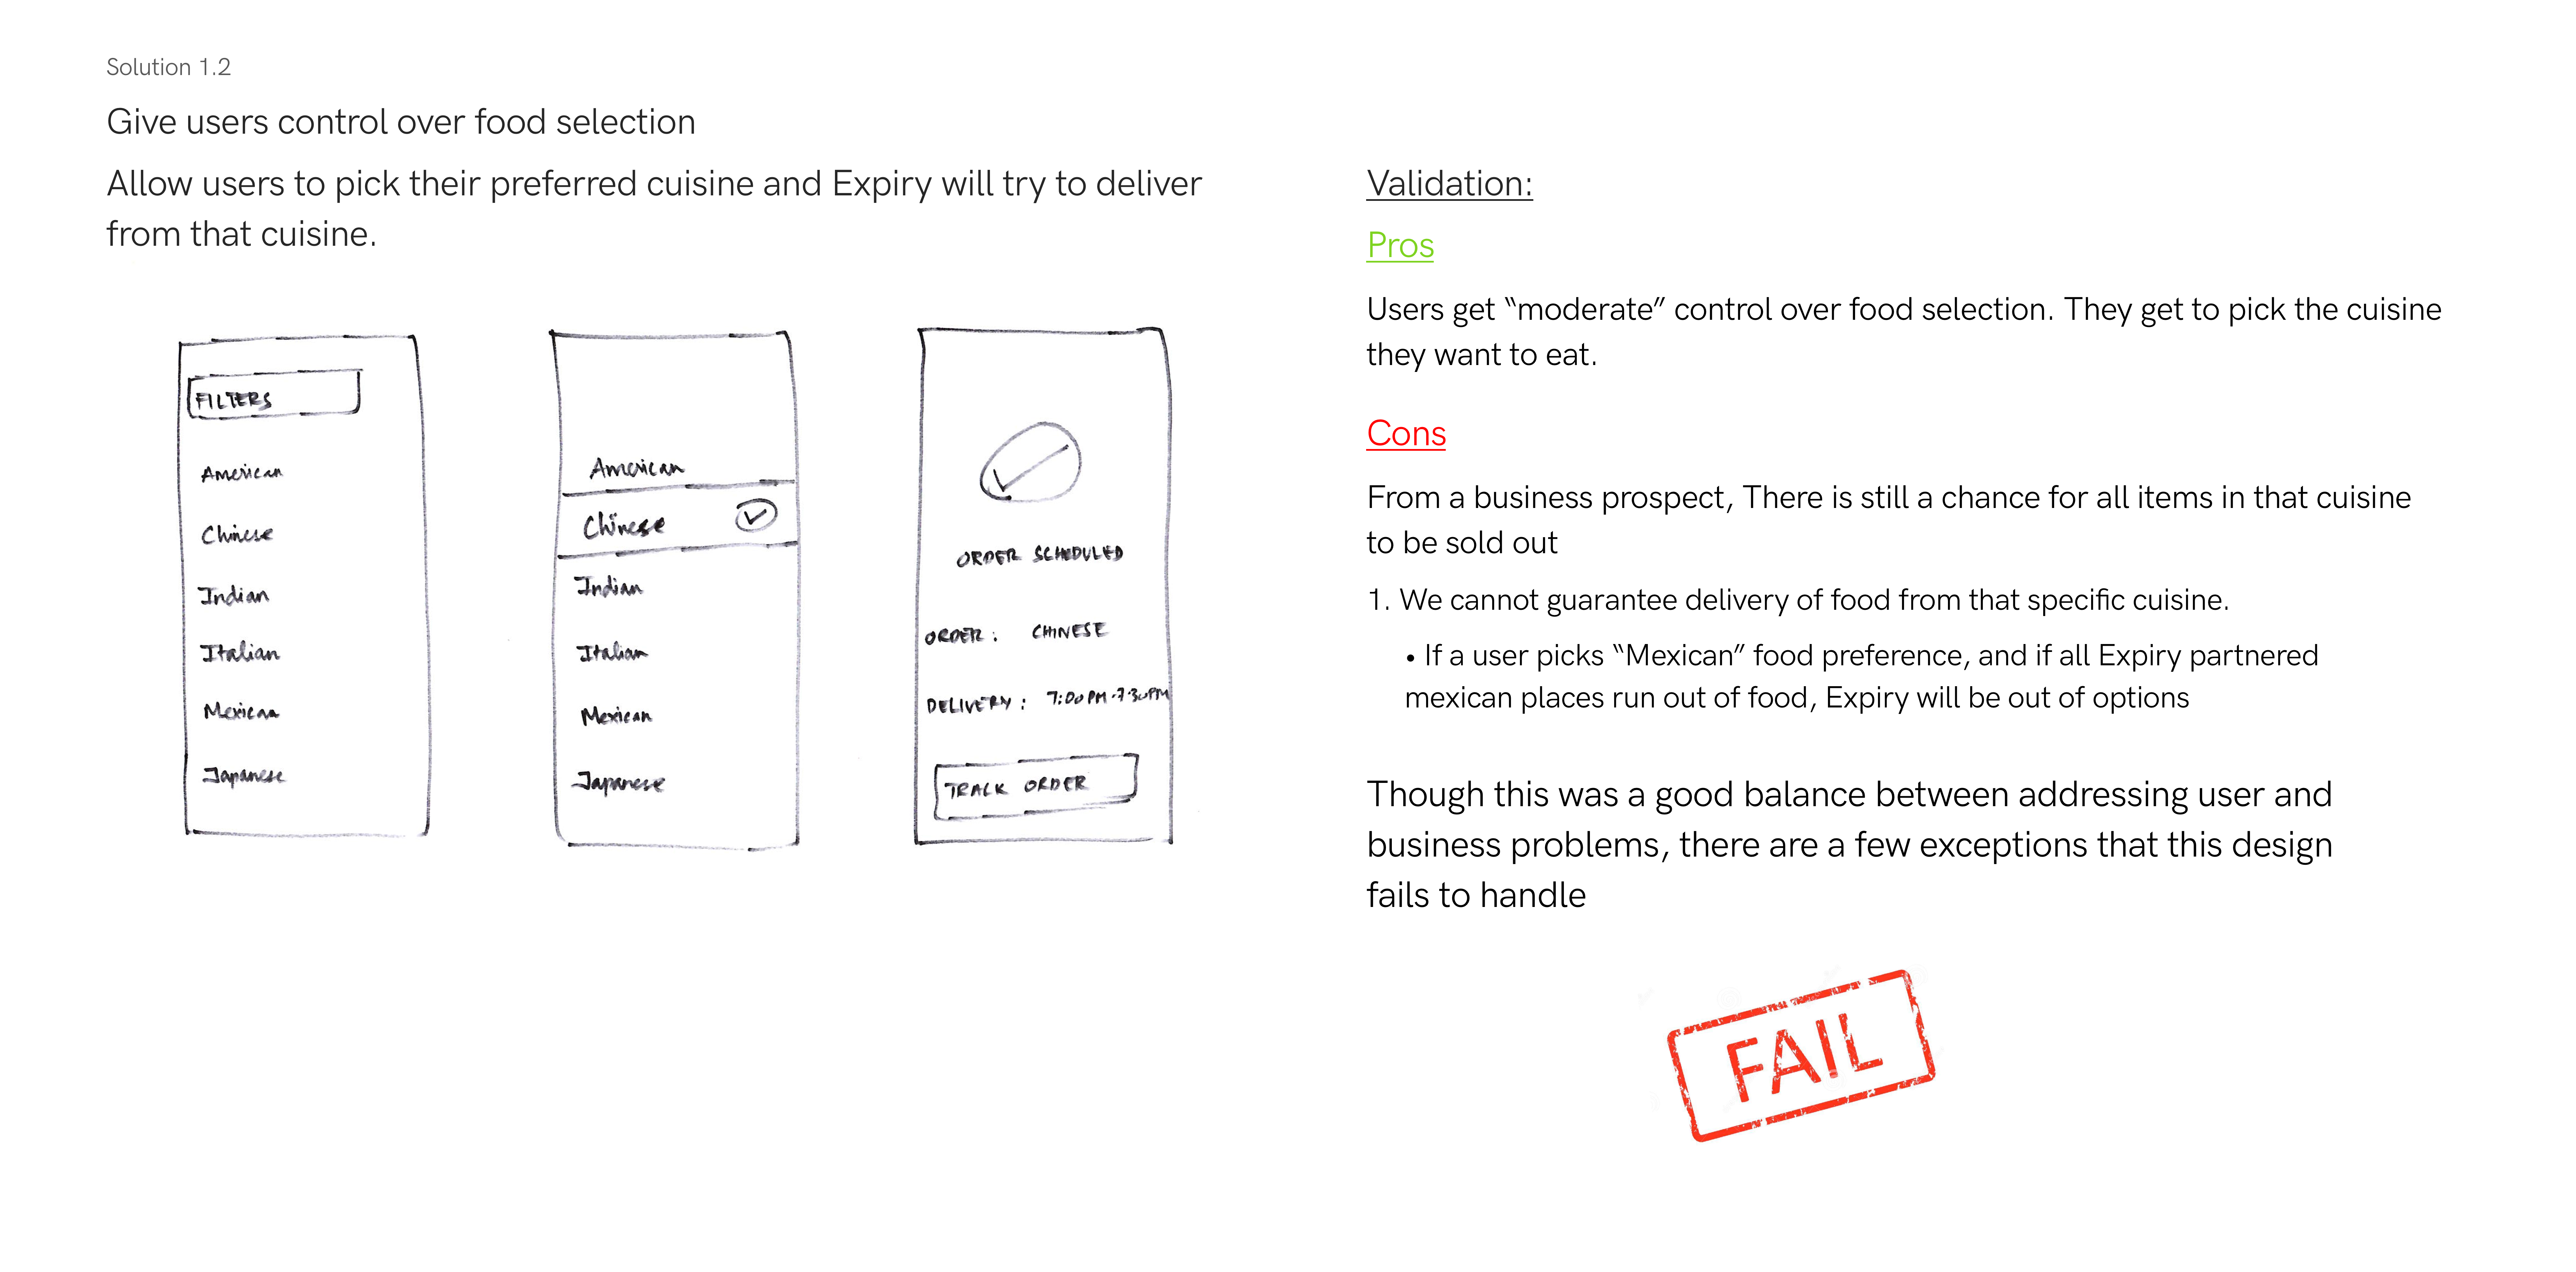 Solution 1.2
Give users control over food selection
Allow users to pick their preferred cuisine and Expiry will try to deliver
from that cuisine.
FILTERS
American
Chinese
Indian
Italian
Mexican
Japanese
American
Chinese
Indian
Italian
Mexican
Japanese
ORDER SCHEDULED
ORDER: CHINESE
DELIVERY: 7:00 PM-7:30PM
TRACK ORDER
Validation:
Pros
Users get “moderate” control over food selection. They get to pick the cuisine
they want to eat.
Cons
From a business prospect, There is still a chance for all items in that cuisine
to be sold out
1. We cannot guarantee delivery of food from that specific cuisine.
• If a user picks “Mexican” food preference, and if all Expiry partnered
mexican places run out of food, Expiry will be out of options
Though this was a good balance between addressing user and
business problems, there are a few exceptions that this design
fails to handle
FAIL